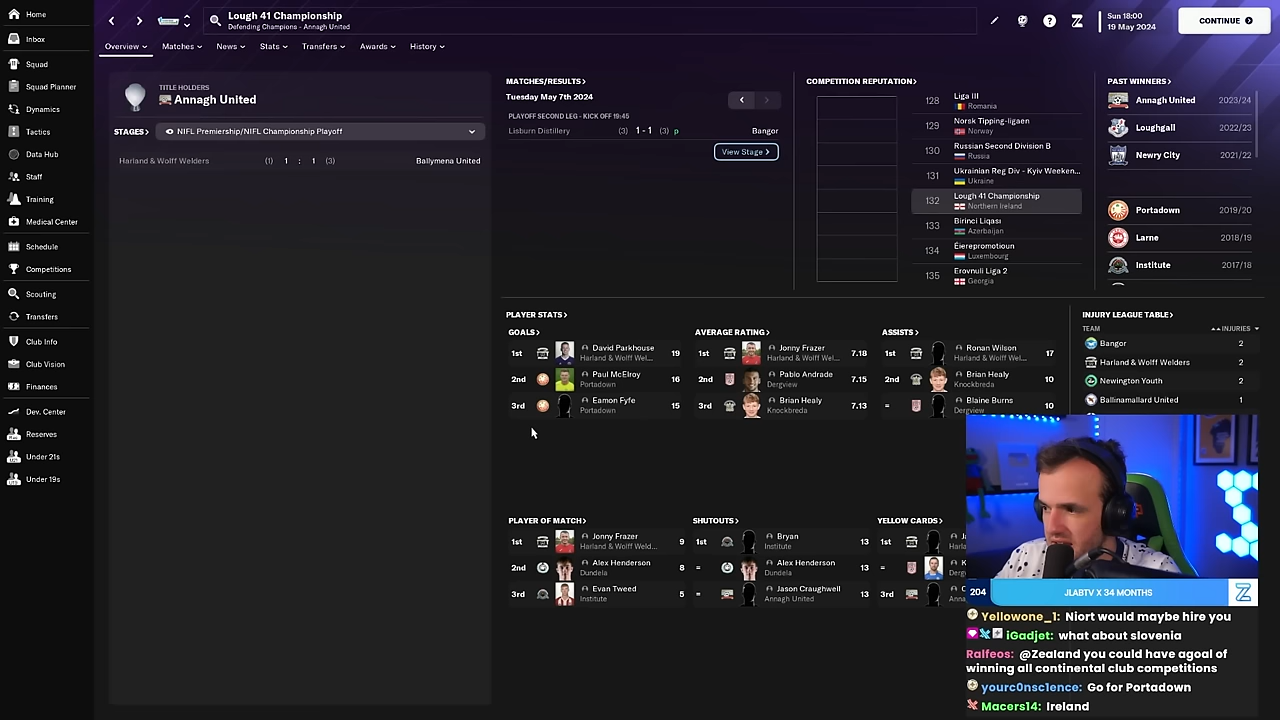 Home
Inbox
Squad
Squad Planner
Dynamics
Tactics
Data Hub
Staff
Training
Medical Center
Schedule
Competitions
Scouting
Transfers
Club Info
Club Vision
Finances
Dev. Center
Reserves
Under 21s
Under 19s
Lough 41 Championship
Defending Champions - Annagh United
Sun 18:00
19 May 2024
CONTINUE
Overview
Matches
News
Stats
Transfers
Awards
History
TITLE HOLDERS
Annagh United
STAGES
NIFL Premiership/NIFL Championship Playoff
Harland & Wolff Welders (1) 1 : 1 (3) Ballymena United
MATCHES/RESULTS
Tuesday May 7th 2024
PLAYOFF SECOND LEG - KICK OFF 19:45
Lisburn Distillery (3) 1 - 1 (3) p Bangor
View Stage
COMPETITION REPUTATION
128 Liga III
Romania
129 Norsk Tipping-ligaen
Norway
130 Russian Second Division B
Russia
131 Ukrainian Reg Div - Kyiv Weeken...
Ukraine
132 Lough 41 Championship
Northern Ireland
133 Birinci Liqası
Azerbaijan
134 Éierepromotioun
Luxembourg
135 Erovnuli Liga 2
Georgia
PAST WINNERS
Annagh United 2023/24
Loughgall 2022/23
Newry City 2021/22
Portadown 2019/20
Larne 2018/19
Institute 2017/18
PLAYER STATS
GOALS
1st David Parkhouse 19
Harland & Wolff Wel...
2nd Paul McElroy 16
Portadown
3rd Eamon Fyfe 15
Portadown
AVERAGE RATING
1st Jonny Frazer 7.18
Harland & Wolff Wel...
2nd Pablo Andrade 7.15
Dergview
3rd Brian Healy 7.13
Knockbreda
ASSISTS
1st Ronan Wilson 17
Harland & Wolff Wel...
2nd Brian Healy 10
Knockbreda
= Blaine Burns 10
Dergview
INJURY LEAGUE TABLE
TEAM INJURIES
Bangor 2
Harland & Wolff Welders 2
Newington Youth 2
Ballinamallard United 1
PLAYER OF MATCH
1st Jonny Frazer 9
Harland & Wolff Weld...
2nd Alex Henderson 8
Dundela
3rd Evan Tweed 5
Institute
SHUTOUTS
1st Bryan 13
Institute
= Alex Henderson 13
Dundela
= Jason Craughwell 13
Annagh United
YELLOW CARDS
1st
=
3rd
204 JLABTV X 34 MONTHS
Yellowone_1: Niort would maybe hire you
iGadjet: what about slovenia
Ralfeos: @Zealand you could have agoal of
winning all continental club competitions
yourc0nsc1ence: Go for Portadown
Macers14: Ireland